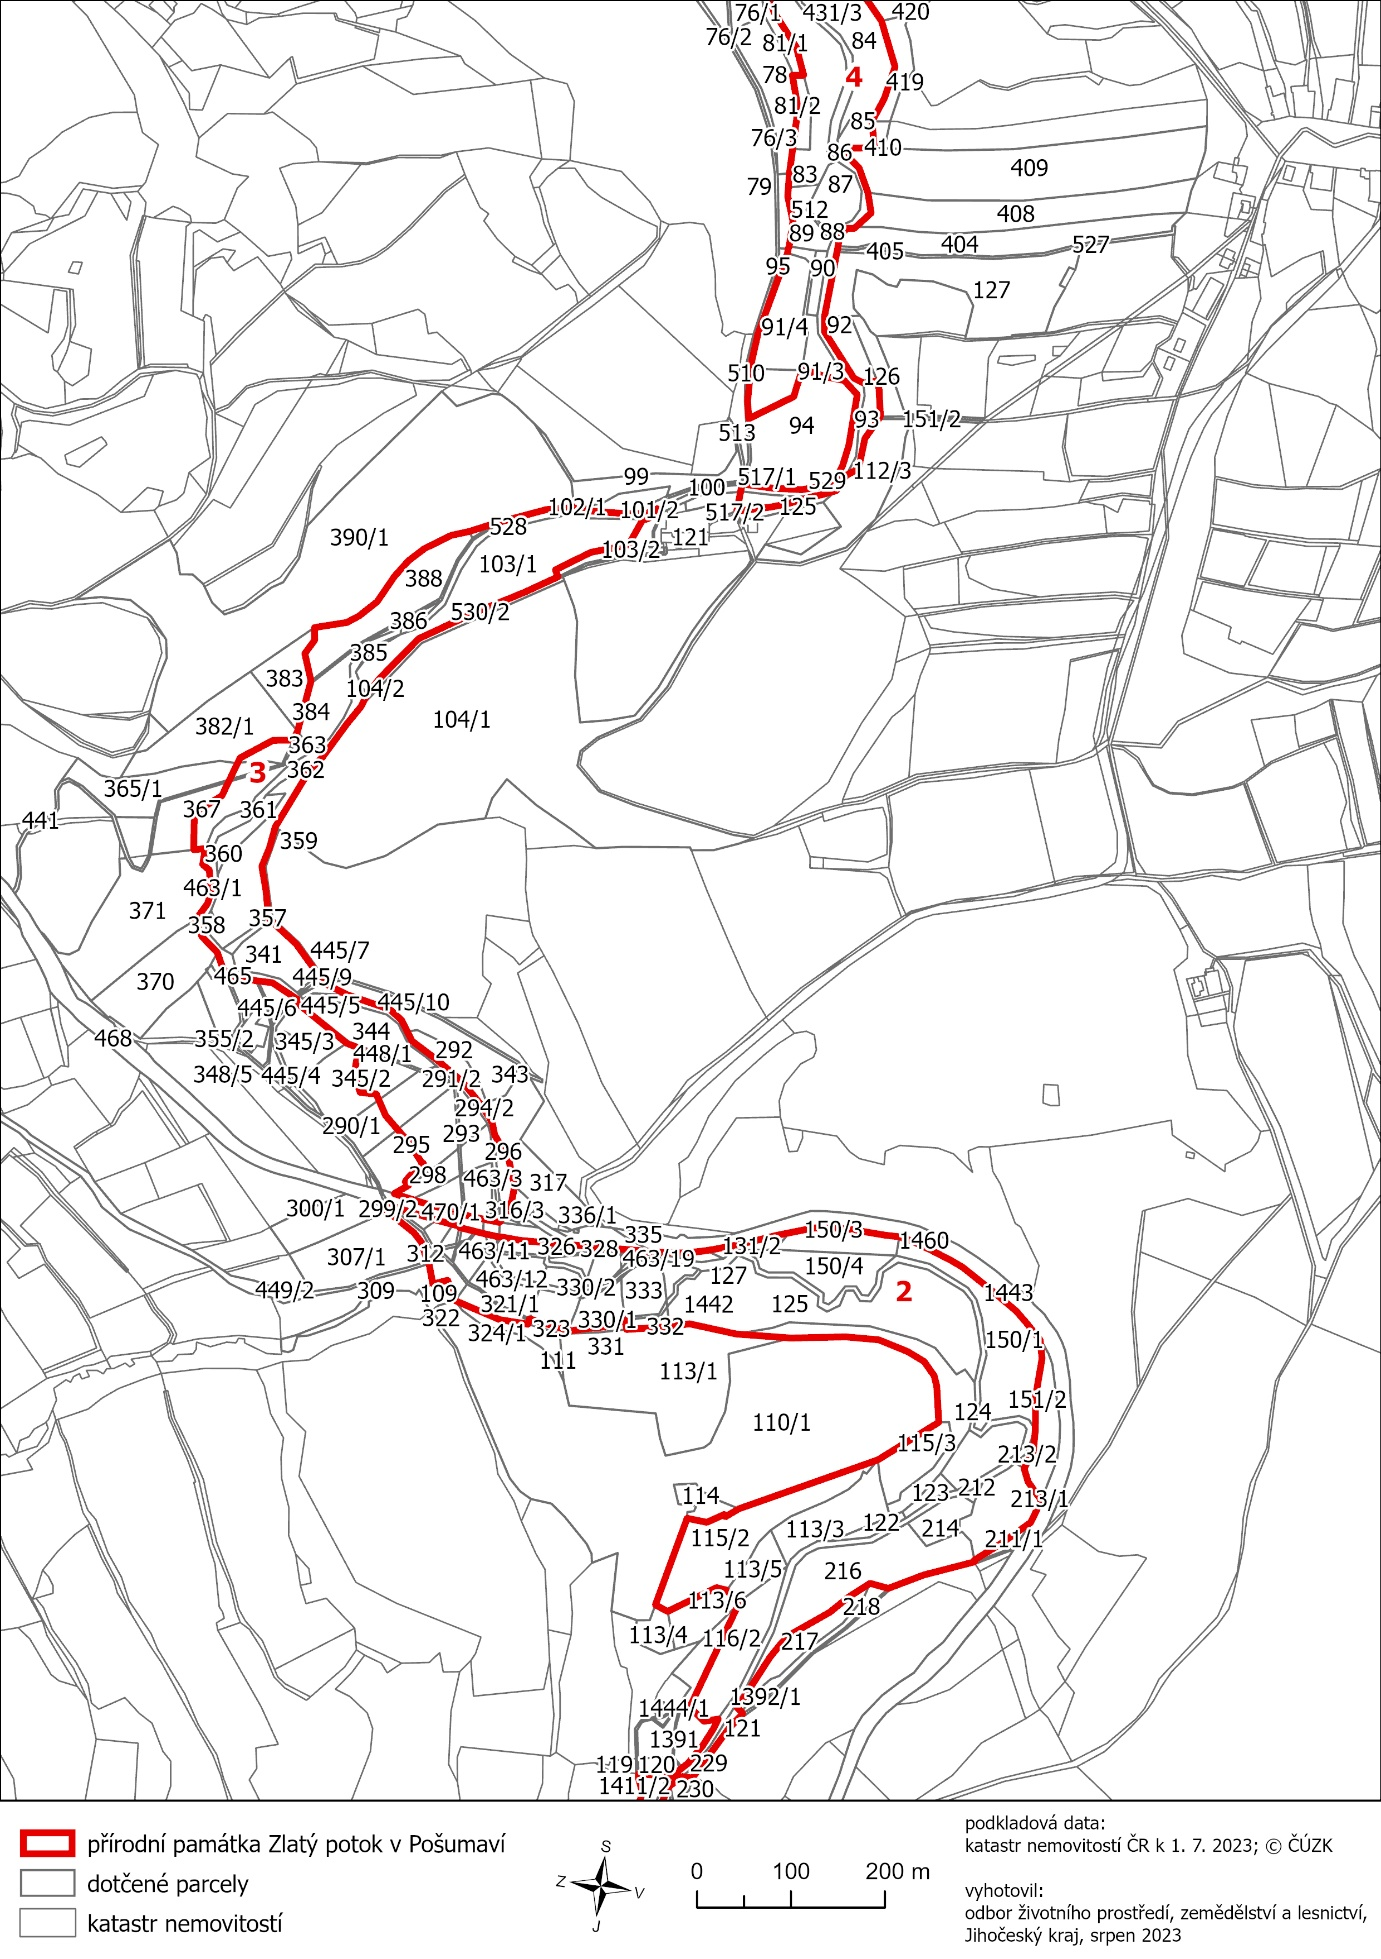 76/1 431/3 420
76/2 81/1 84
78 4 419
81/2
85
76/3 86 410
409
79 83 87
512 408
89 88
405 404 527
95 90
127
91/4 92
510 91/3 126
513 94 93 151/2
99 100 517/1 529 112/3
102/1 101/2 517/2 125
528
390/1 103/1 103/2 121
388
386 530/2
385
383 104/2
384 104/1
382/1 363
3 362
365/1
367 361
441
359
360
463/1
371
358 357
341 445/7
370 465 445/9
445/6 445/5 445/10
468 355/2 345/3 344
448/1 292
348/5 445/4 345/2 291/2 343
294/2
290/1 293
295 296
298 463/3 317
300/1 299/2 470/1 316/3 336/1
335 150/3
307/1 312 463/11 326 328 463/19 131/2 1460
150/4
463/12 330/2 333 127
449/2 309 109 2 1443
321/1 1442 125
322 324/1 323 330/1 332
331 150/1
111
113/1
151/2
110/1 124
115/3 213/2
114 123 212 213/1
115/2 113/3 122 214 211/1
113/5 216
113/6 218
113/4 116/2 217
1444/1 1392/1
1391 121
119 120 229
1411/2 230
přírodní památka Zlatý potok v Pošumaví
dotčené parcely
katastr nemovitostí
S
Z V
J
0 100 200 m
podkladová data:
katastr nemovitostí ČR k 1. 7. 2023; © ČÚZK
vyhotovil:
odbor životního prostředí, zemědělství a lesnictví,
Jihočeský kraj, srpen 2023